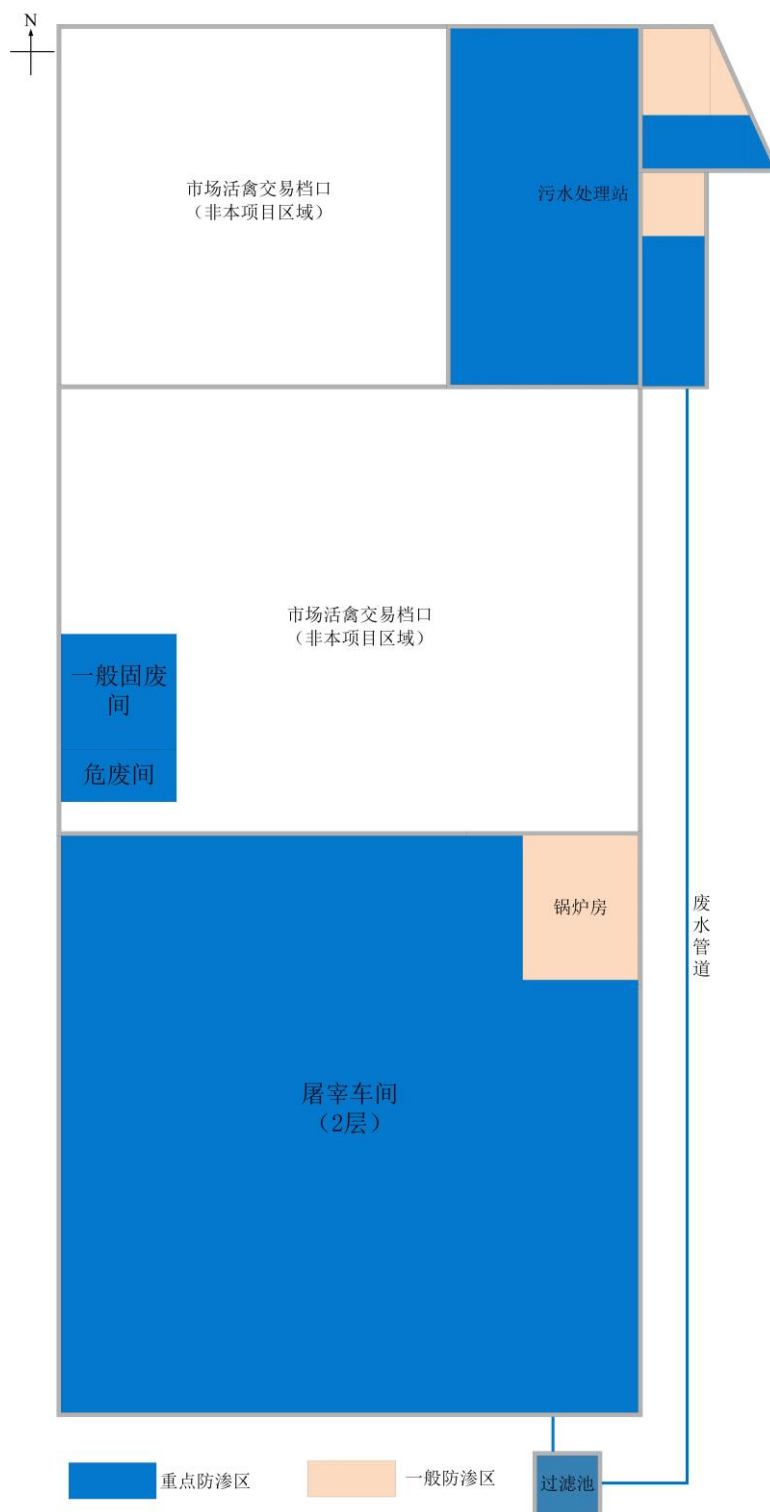 N
市场活禽交易档口
（非本项目区域）
污水处理站
市场活禽交易档口
（非本项目区域）
一般固废
间
危废间
锅炉房
废水管道
屠宰车间
（2层）
重点防渗区
一般防渗区
过滤池